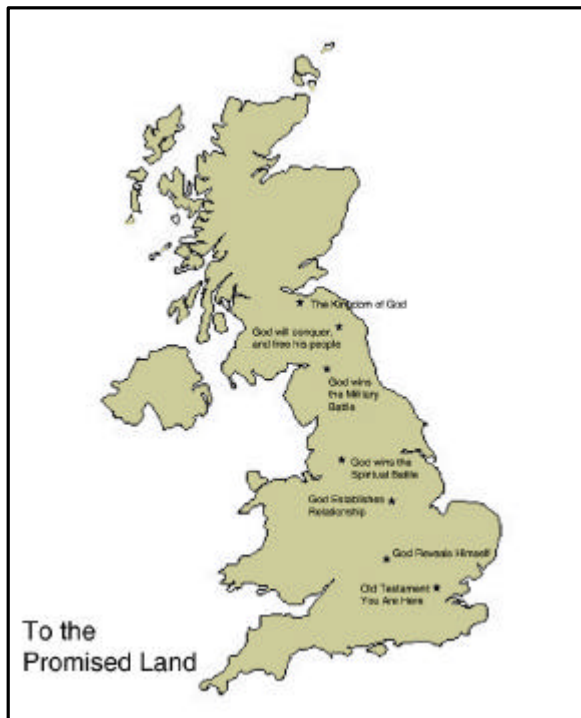 The Kingdom of God
God will conquer,
and free his people
God wins
the Military
Battle
God wins the
Spiritual Battle
God Establishes
Relationship
God Reveals Himself
Old Testament
You Are Here
To the
Promised Land